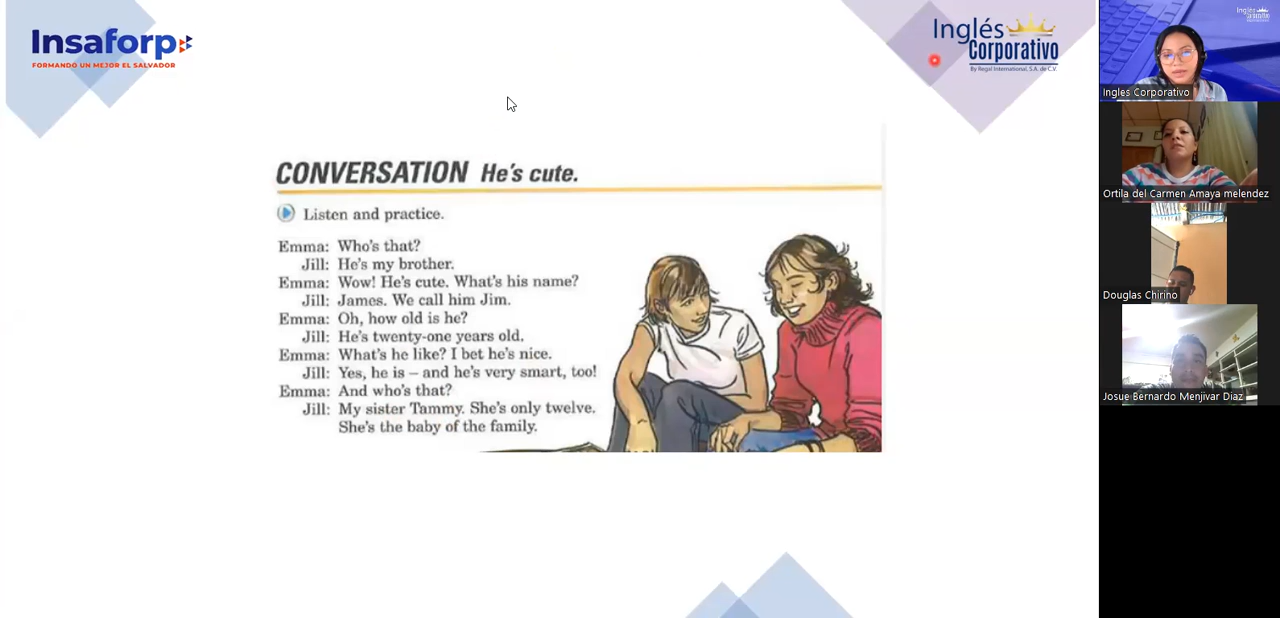 Insaforp
FORMANDO UN MEJOR EL SALVADOR
Inglés
Corporativo
By Regal International, S.A. de C.V.
CONVERSATION He's cute.
Listen and practice.
Emma: Who's that?
Jill: He's my brother.
Emma: Wow! He's cute. What's his name?
Jill: James. We call him Jim.
Emma: Oh, how old is he?
Jill: He's twenty-one years old.
Emma: What's he like? I bet he's nice.
Jill: Yes, he is – and he's very smart, too!
Emma: And who's that?
Jill: My sister Tammy. She's only twelve.
She's the baby of the family.
Inglés
Ingles Corporativo
Ortila del Carmen Amaya melendez
Douglas Chirino
Josue Bernardo Menjivar Diaz